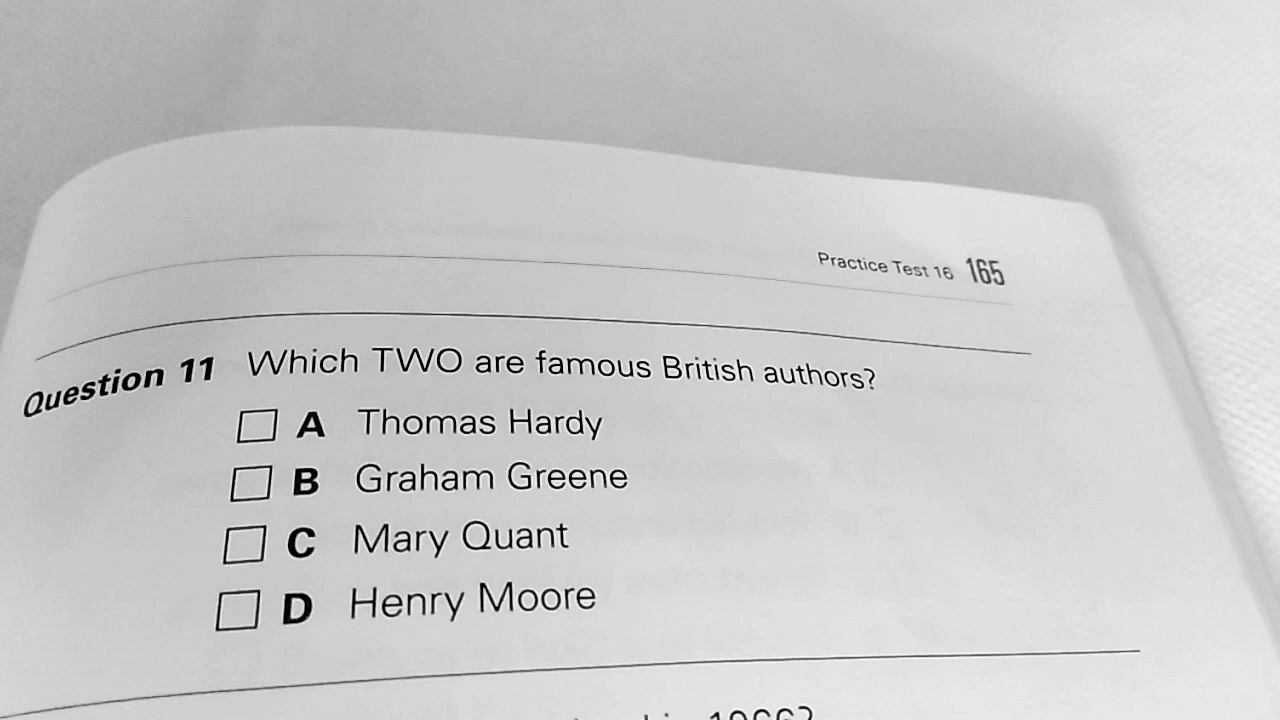 Practice Test 16 165
Question 11 Which TWO are famous British authors?
A Thomas Hardy
B Graham Greene
C Mary Quant
D Henry Moore